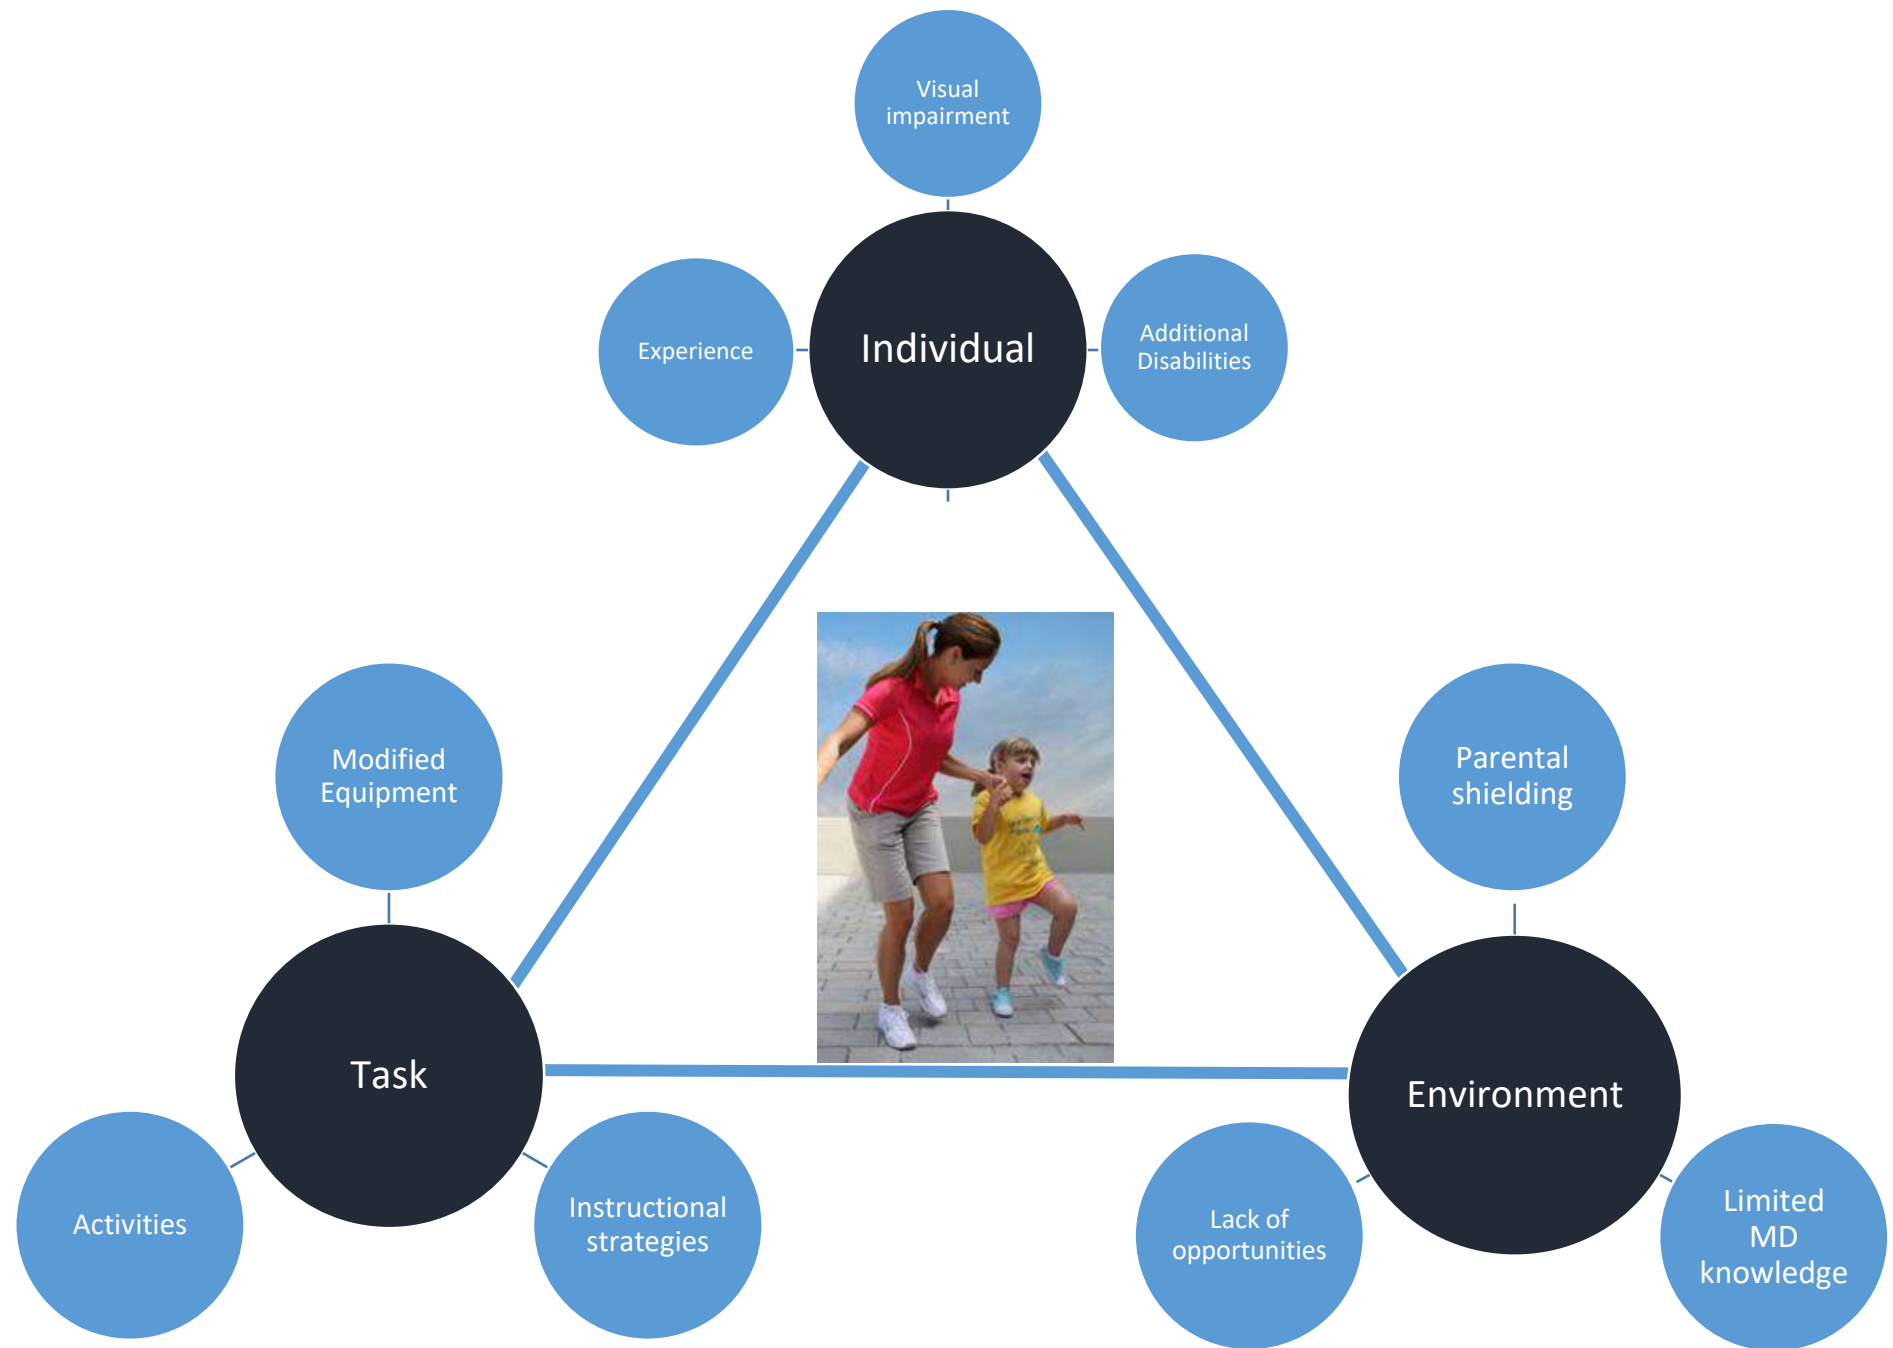 Visual
impairment
Experience
Individual
Additional
Disabilities
Modified
Equipment
Parental
shielding
Task
Environment
Activities
Instructional
strategies
Lack of
opportunities
Limited
MD
knowledge